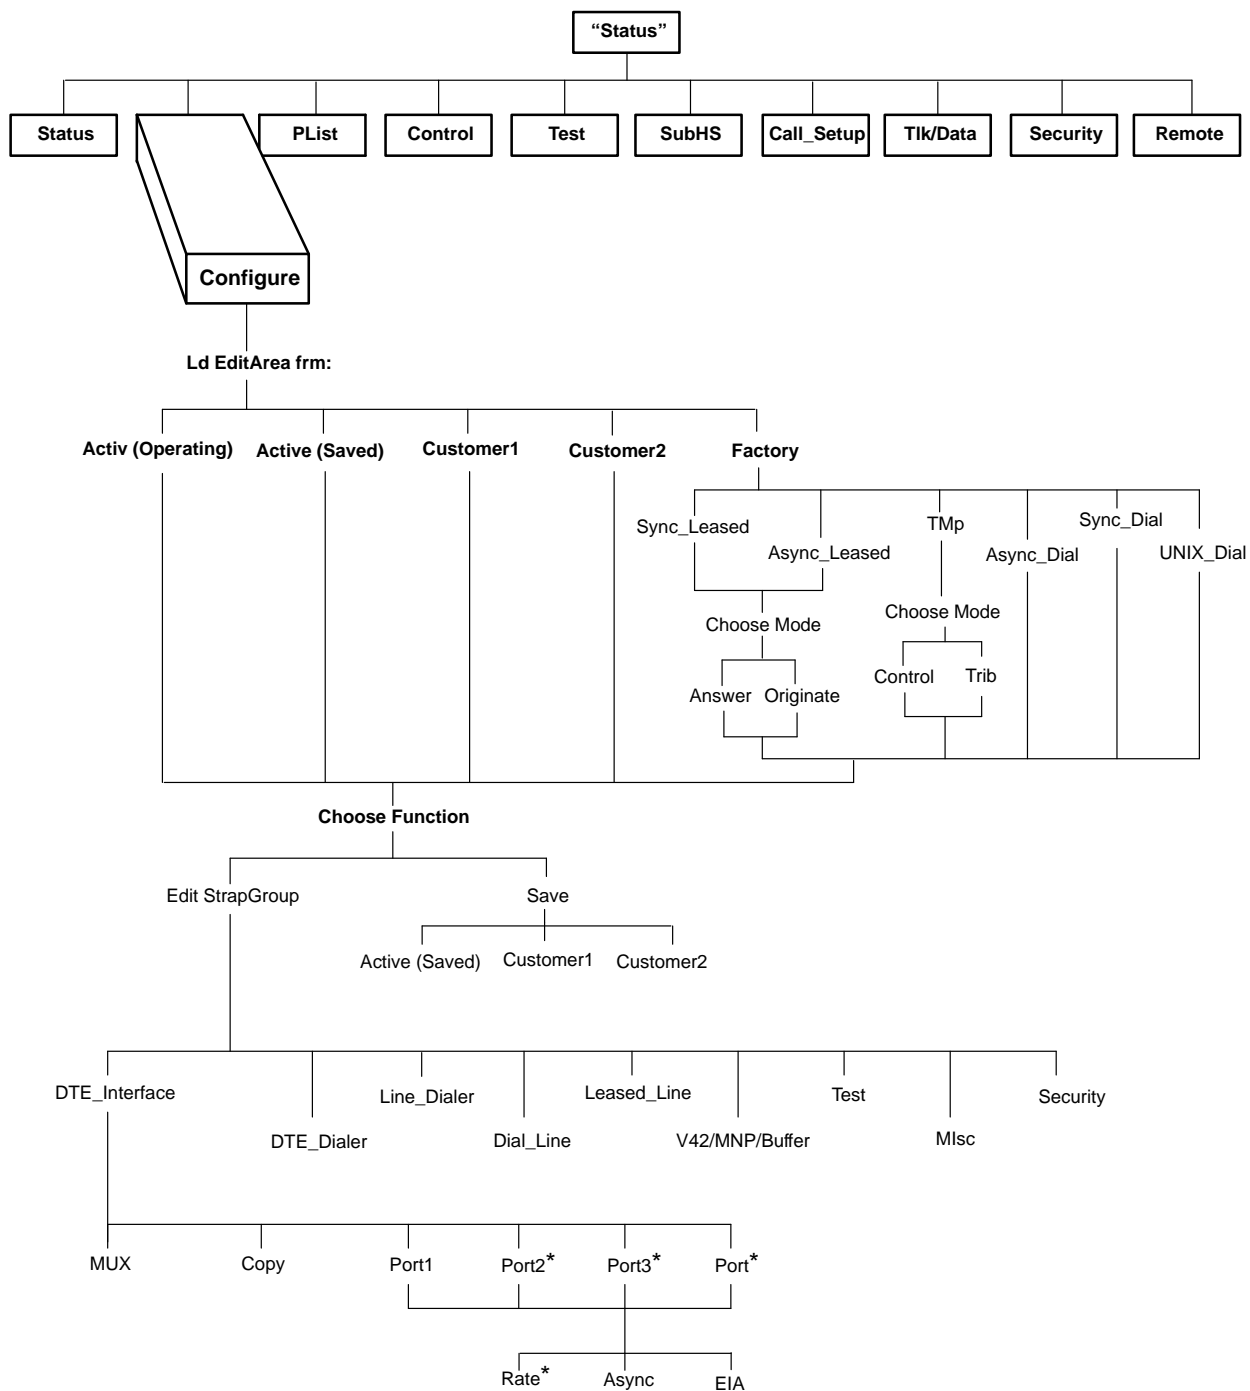 “Status”
Status
PList
Control
Test
SubHS
Call_Setup
Tlk/Data
Security
Remote
Configure
Ld EditArea frm:
Activ (Operating)
Active (Saved)
Customer1
Customer2
Factory
Sync_Leased
Async_Leased
TMp
Async_Dial
Sync_Dial
UNIX_Dial
Choose Mode
Choose Mode
Answer
Originate
Control
Trib
Choose Function
Edit StrapGroup
Save
Active (Saved)
Customer1
Customer2
DTE_Interface
DTE_Dialer
Line_Dialer
Dial_Line
Leased_Line
V42/MNP/Buffer
Test
MIsc
Security
MUX
Copy
Port1
Port2*
Port3*
Port*
Rate*
Async
EIA